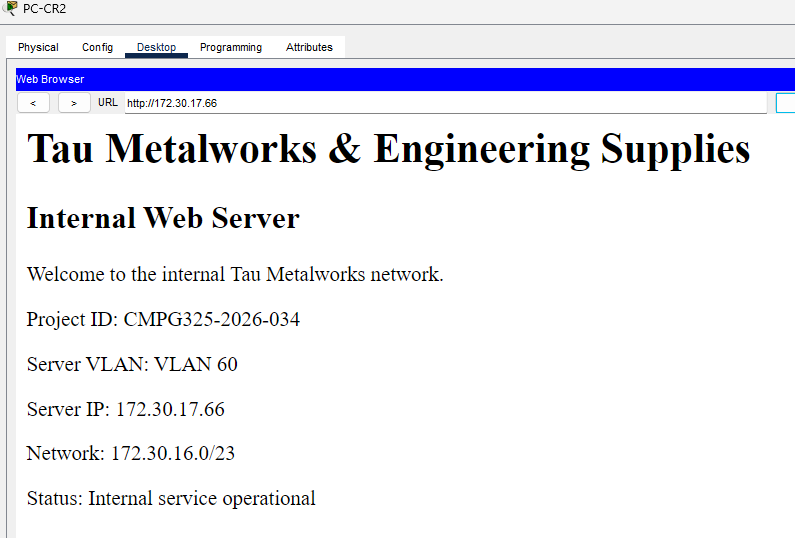 PC-CR2
Physical Config Desktop Programming Attributes
Web Browser
< > URL http://172.30.17.66
Tau Metalworks & Engineering Supplies
Internal Web Server
Welcome to the internal Tau Metalworks network.
Project ID: CMPG325-2026-034
Server VLAN: VLAN 60
Server IP: 172.30.17.66
Network: 172.30.16.0/23
Status: Internal service operational